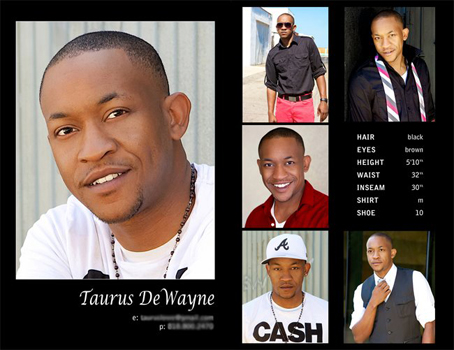 Taurus DeWayne
e:
p:
HAIR black
EYES brown
HEIGHT 5'10"
WAIST 32"
INSEAM 30"
SHIRT m
SHOE 10
A
CASH